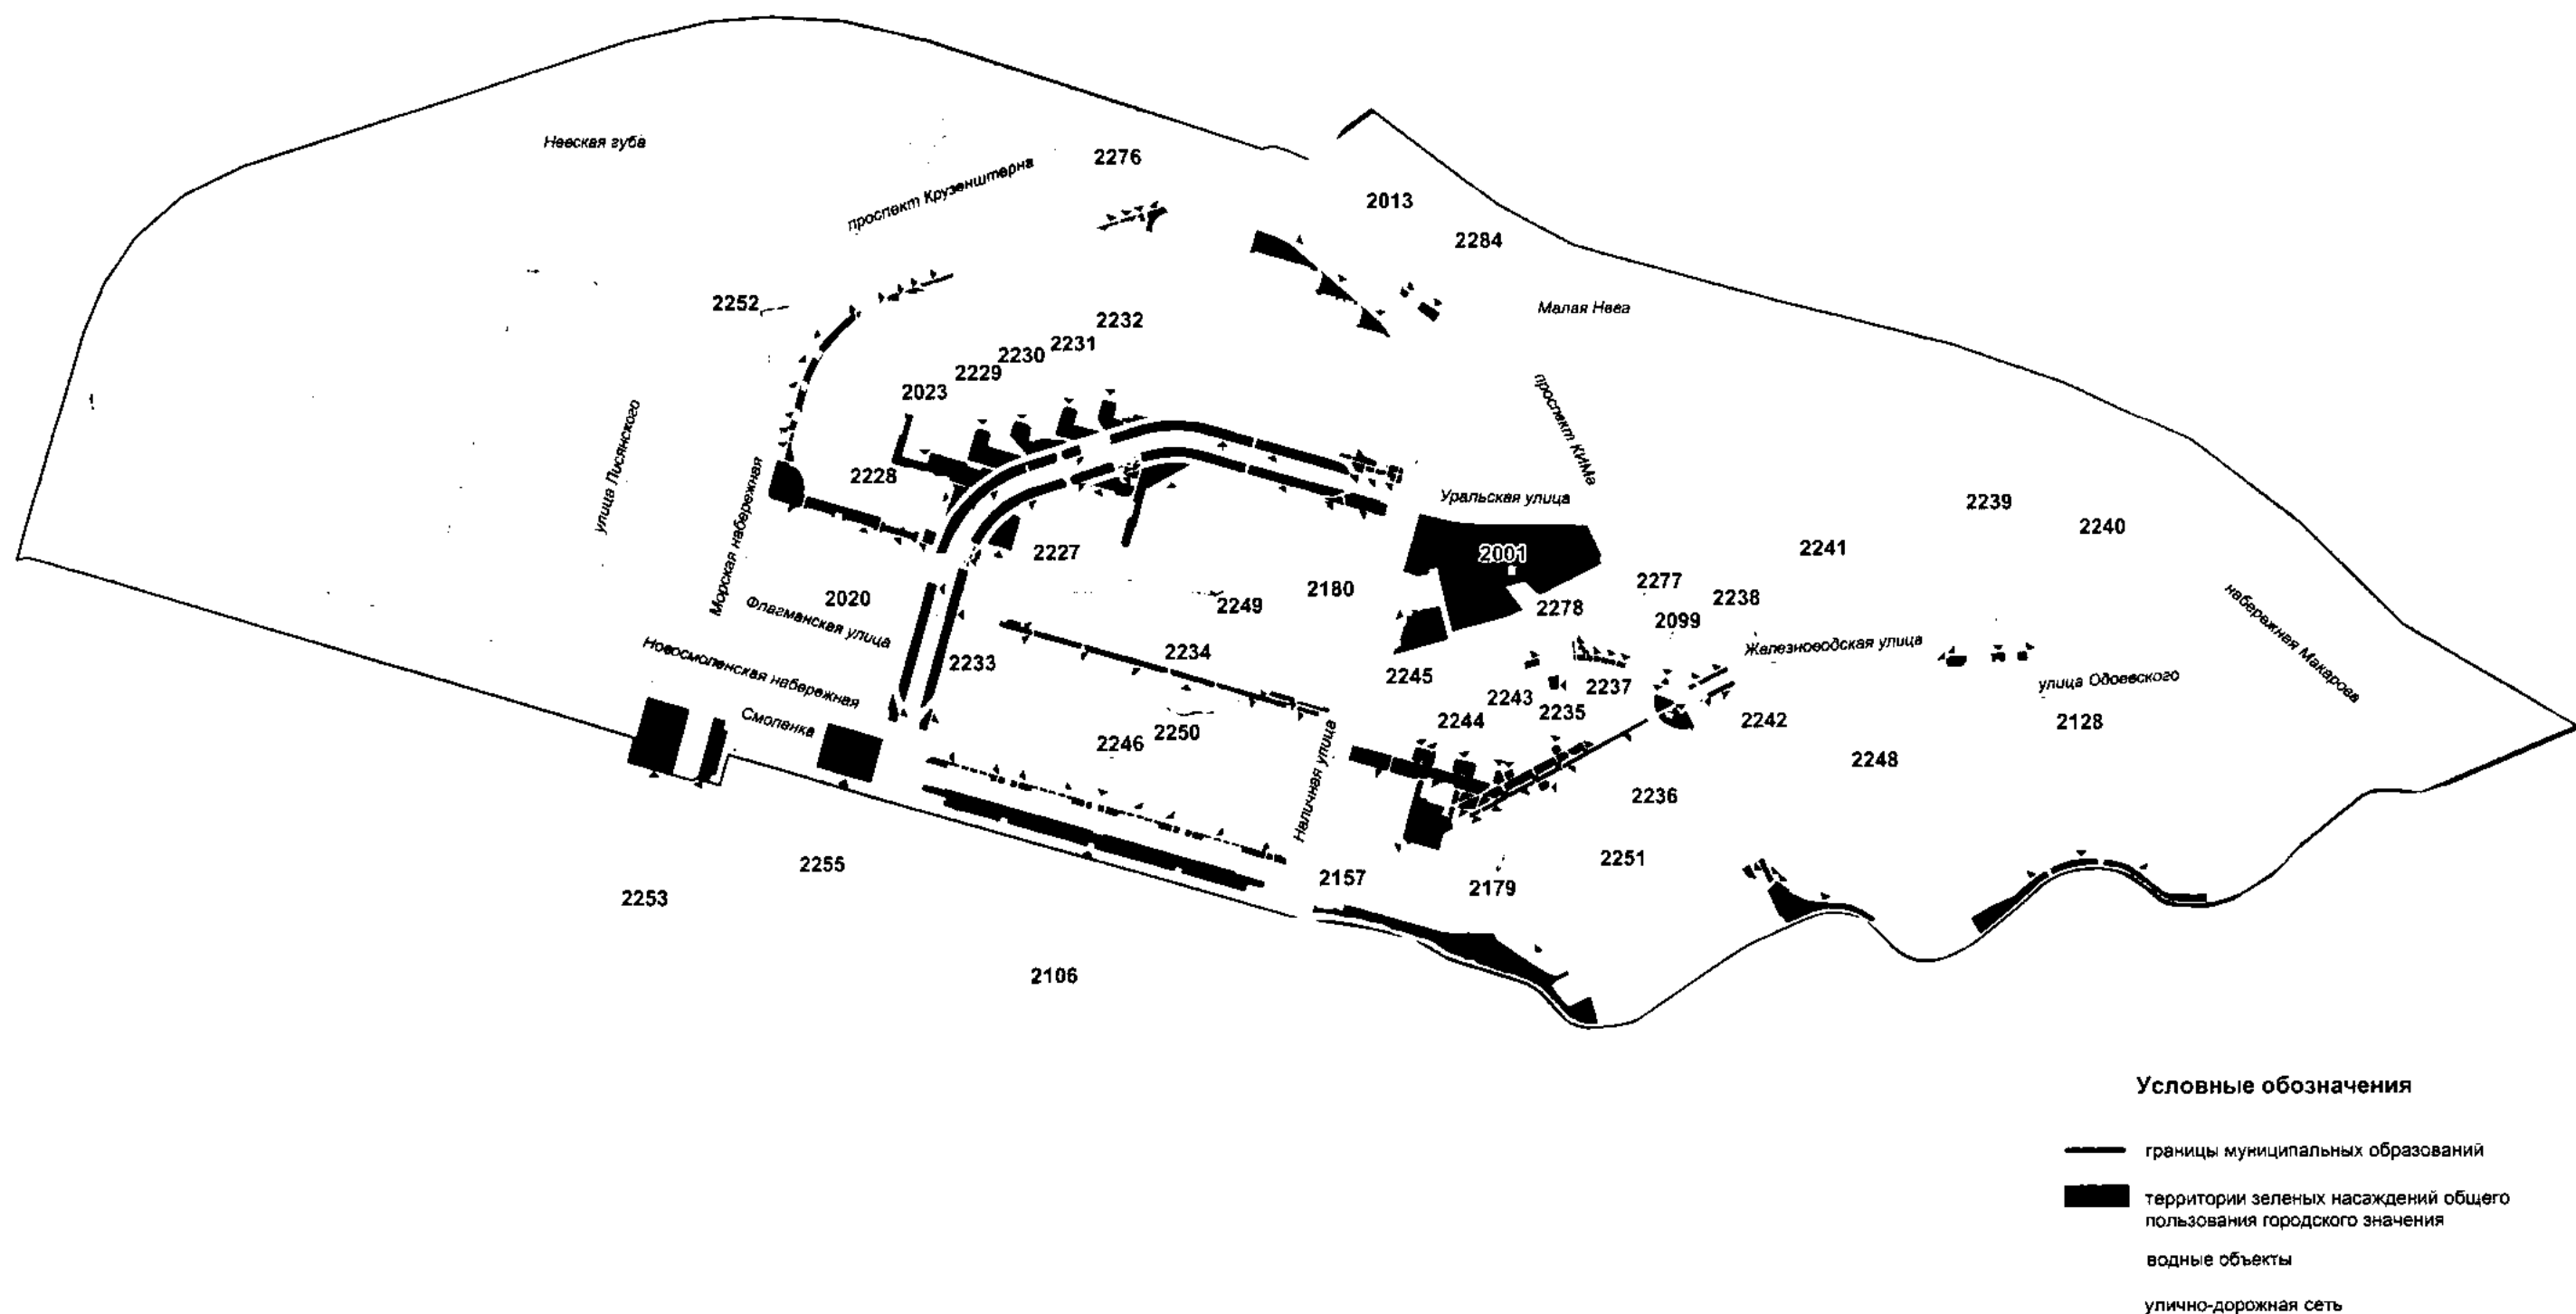 Невская губа
2276
проспект Крузенштерна
2013
2284
2252
Малая Нева
2232
2231
2230
2229
2023
проспект КИМа
улица Лисянского
Морская набережная
2228
Уральская улица
2239
2240
2001
2241
2227
2277
2180
2020
2249
2278
2238
2099
Флагманская улица
набережная Макарова
Железноводская улица
Новосмоленская набережная
2233
2234
2245
2237
улица Одоевского
2243
2235
2244
2242
2128
Смоленка
2250
2246
2248
Наличная улица
2236
2251
2255
2157
2179
2253
2106
Условные обозначения
границы муниципальных образований
территории зеленых насаждений общего
пользования городского значения
водные объекты
улично-дорожная сеть